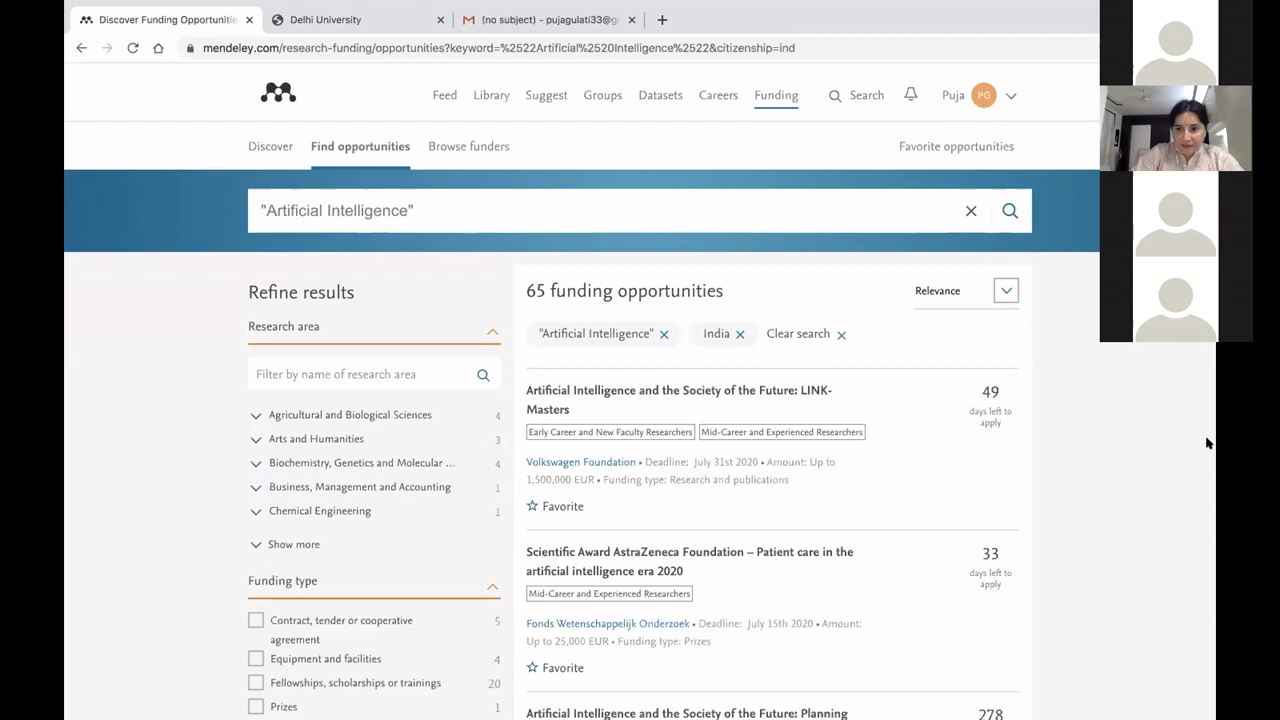 Discover Funding Opportunitie
Delhi University
(no subject) - pujagulati33@g
mendeley.com/research-funding/opportunities?keyword=%2522Artificial%2520Intelligence%2522&citizenship=ind
Feed Library Suggest Groups Datasets Careers Funding Search Puja PG
Discover Find opportunities Browse funders Favorite opportunities
"Artificial Intelligence"
Refine results
Research area
Filter by name of research area
Agricultural and Biological Sciences 4
Arts and Humanities 3
Biochemistry, Genetics and Molecular ... 4
Business, Management and Accounting 1
Chemical Engineering 1
Show more
Funding type
Contract, tender or cooperative 5
agreement
Equipment and facilities 4
Fellowships, scholarships or trainings 20
Prizes 1
65 funding opportunities
Relevance
"Artificial Intelligence" India Clear search
Artificial Intelligence and the Society of the Future: LINK-
Masters
49
days left to
apply
Early Career and New Faculty Researchers Mid-Career and Experienced Researchers
Volkswagen Foundation • Deadline: July 31st 2020 • Amount: Up to
1,500,000 EUR • Funding type: Research and publications
Favorite
Scientific Award AstraZeneca Foundation – Patient care in the
artificial intelligence era 2020
33
days left to
apply
Mid-Career and Experienced Researchers
Fonds Wetenschappelijk Onderzoek • Deadline: July 15th 2020 • Amount:
Up to 25,000 EUR • Funding type: Prizes
Favorite
Artificial Intelligence and the Society of the Future: Planning
278